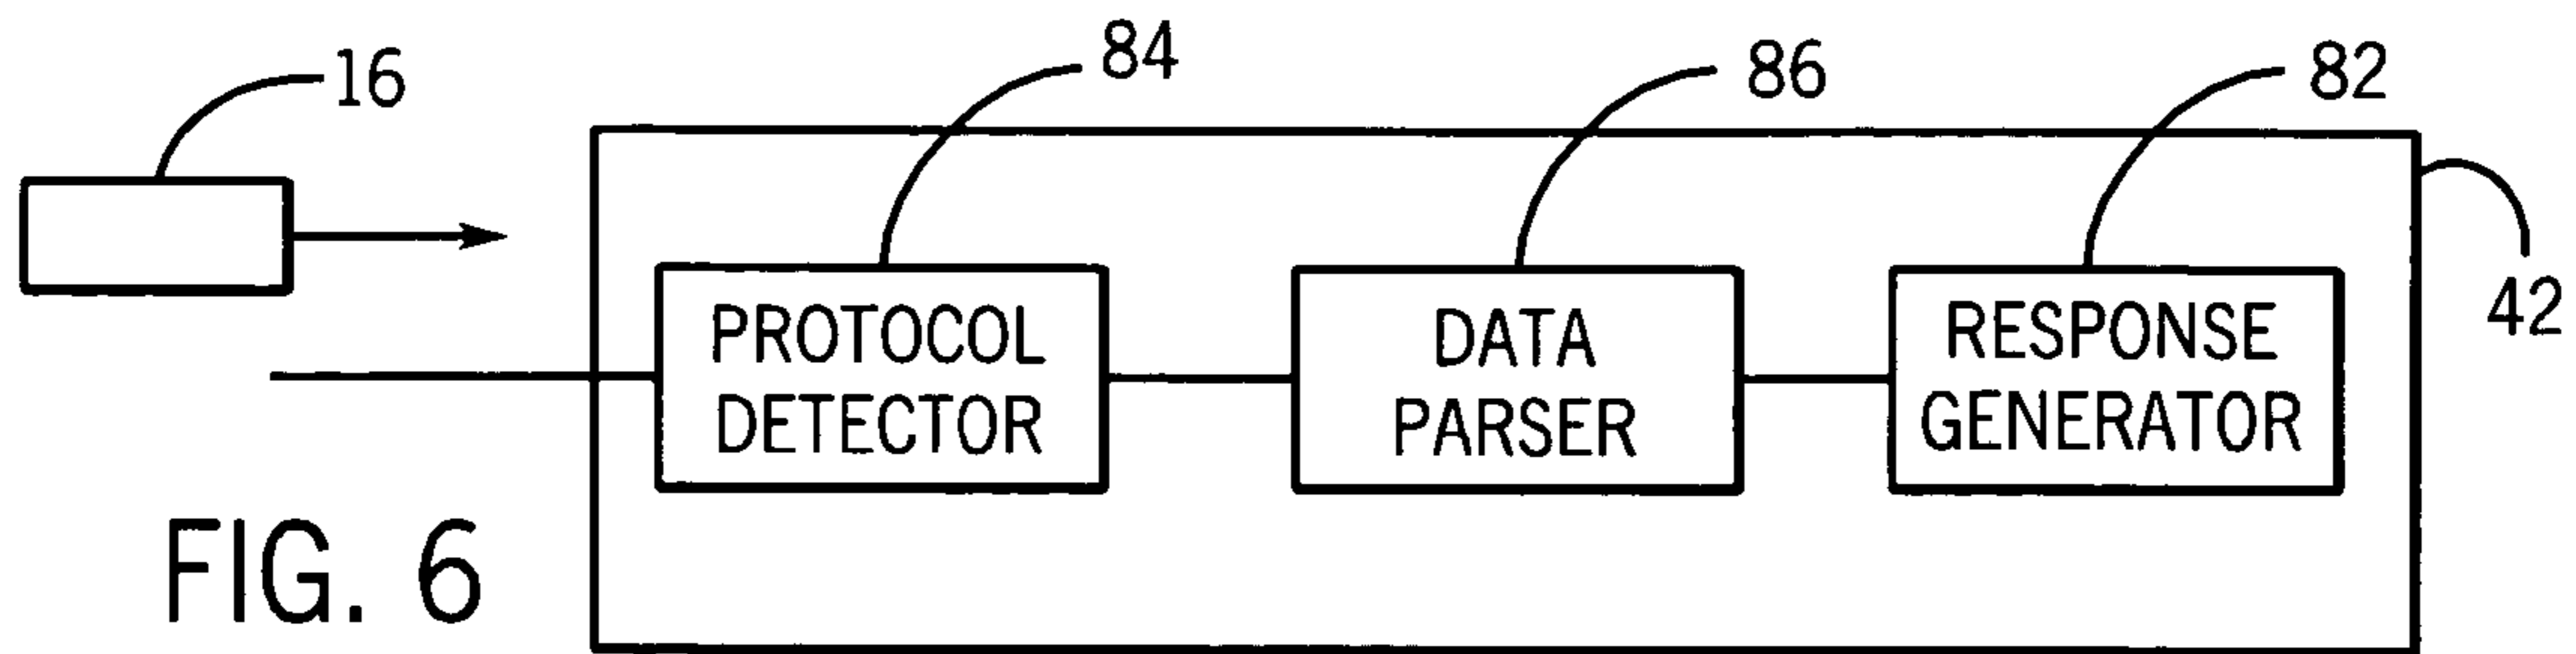 16
84
86
82
42
PROTOCOL
DETECTOR
DATA
PARSER
RESPONSE
GENERATOR
FIG. 6